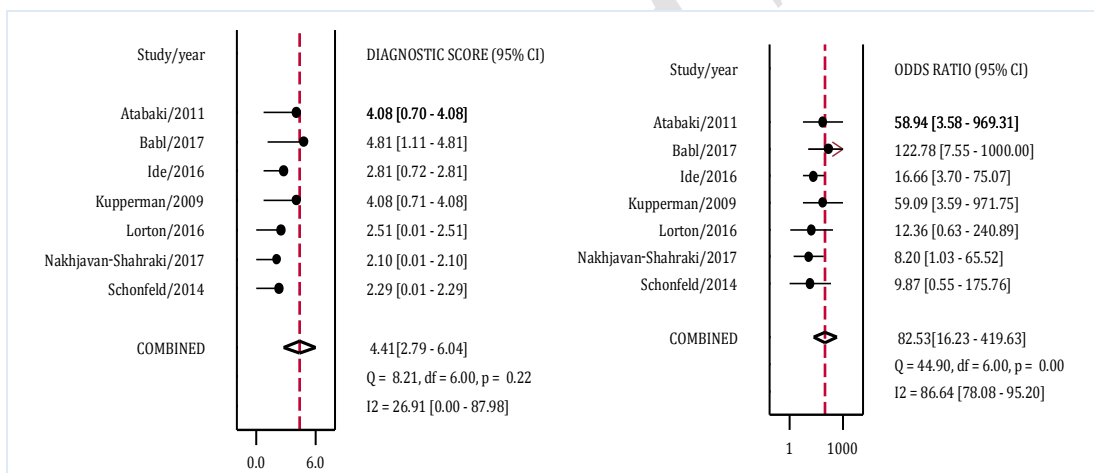 Study/year DIAGNOSTIC SCORE (95% CI)
Atabaki/2011 4.08 [0.70 - 4.08]
Babl/2017 4.81 [1.11 - 4.81]
Ide/2016 2.81 [0.72 - 2.81]
Kupperman/2009 4.08 [0.71 - 4.08]
Lorton/2016 2.51 [0.01 - 2.51]
Nakhjavan-Shahraki/2017 2.10 [0.01 - 2.10]
Schonfeld/2014 2.29 [0.01 - 2.29]
COMBINED 4.41[2.79 - 6.04]
Q = 8.21, df = 6.00, p = 0.22
I2 = 26.91 [0.00 - 87.98]
0.0 6.0
Study/year ODDS RATIO (95% CI)
Atabaki/2011 58.94 [3.58 - 969.31]
Babl/2017 122.78 [7.55 - 1000.00]
Ide/2016 16.66 [3.70 - 75.07]
Kupperman/2009 59.09 [3.59 - 971.75]
Lorton/2016 12.36 [0.63 - 240.89]
Nakhjavan-Shahraki/2017 8.20 [1.03 - 65.52]
Schonfeld/2014 9.87 [0.55 - 175.76]
COMBINED 82.53[16.23 - 419.63]
Q = 44.90, df = 6.00, p = 0.00
I2 = 86.64 [78.08 - 95.20]
1 1000